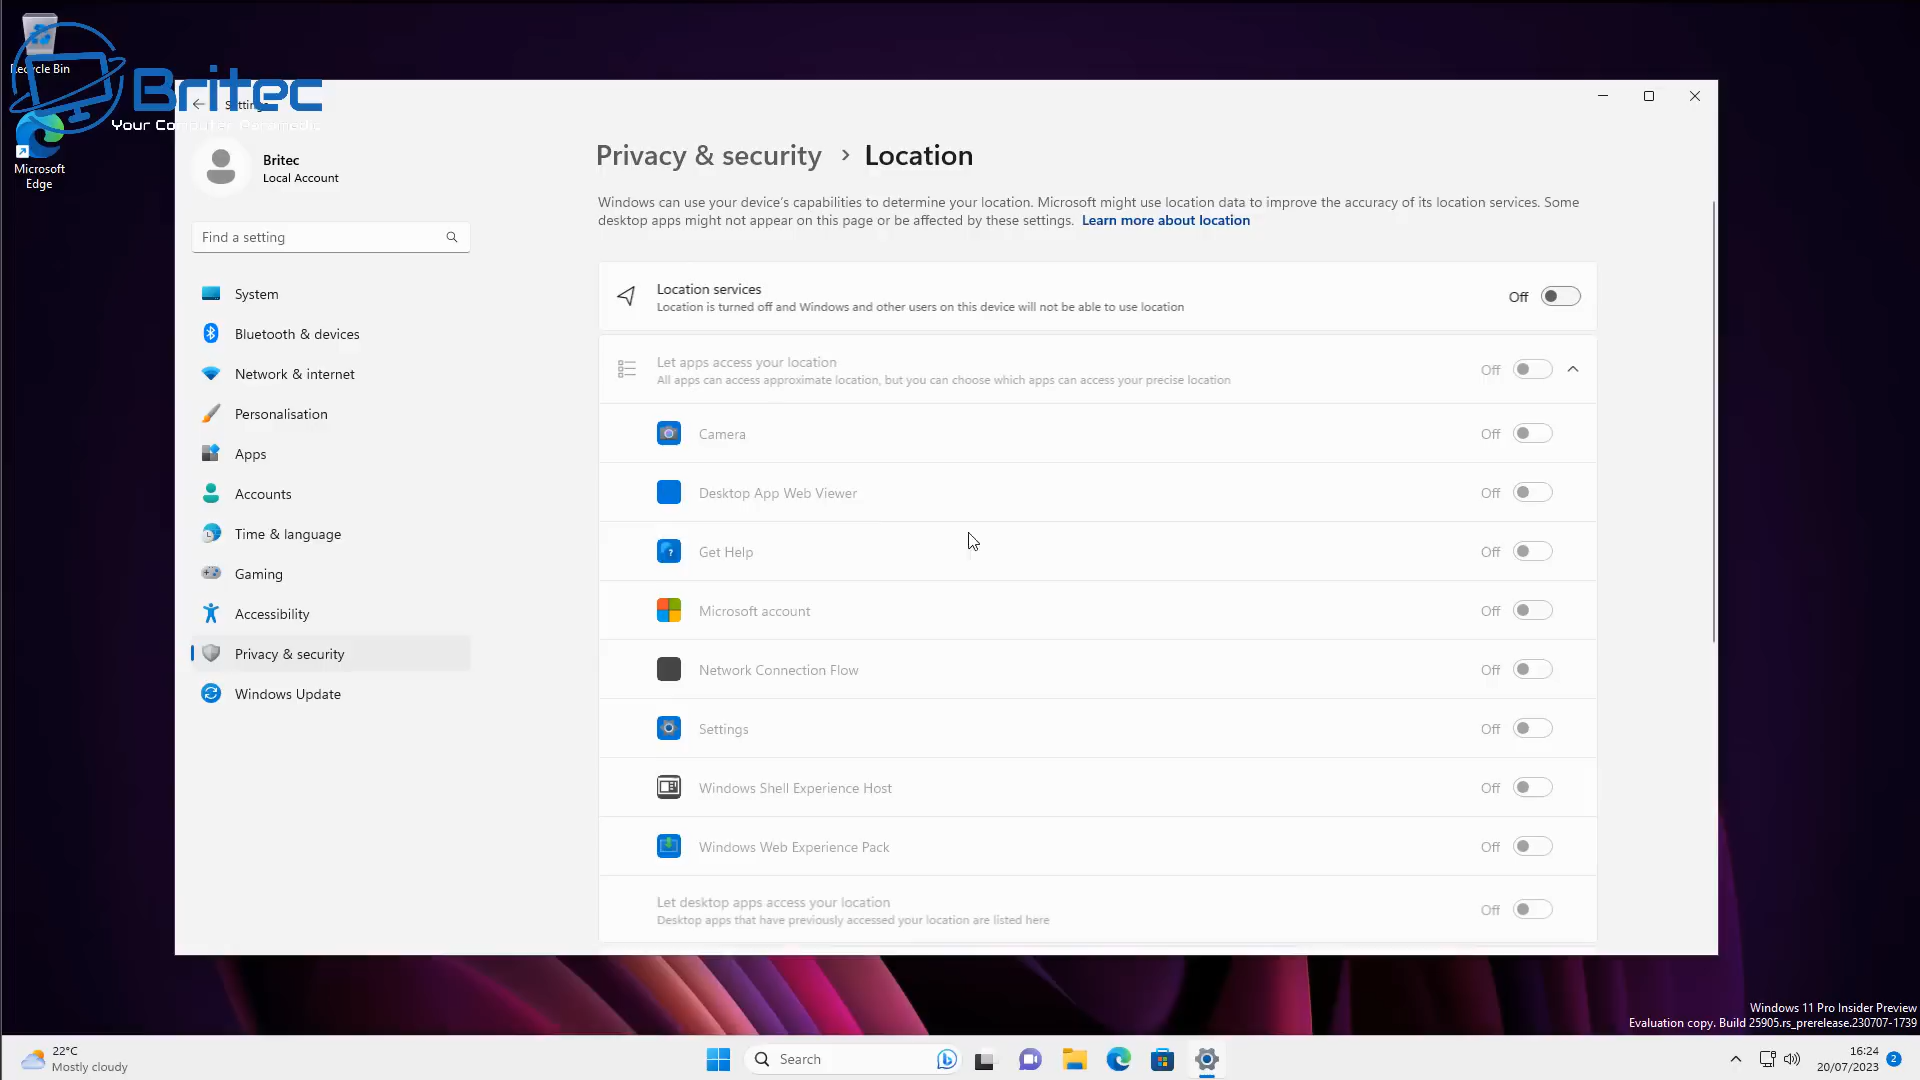 Recycle Bin
Britec
Your Computer Paramedic
Settings
Microsoft
Edge
Britec
Local Account
Find a setting
System
Bluetooth & devices
Network & internet
Personalisation
Apps
Accounts
Time & language
Gaming
Accessibility
Privacy & security
Windows Update
Privacy & security › Location
Windows can use your device's capabilities to determine your location. Microsoft might use location data to improve the accuracy of its location services. Some
desktop apps might not appear on this page or be affected by these settings. Learn more about location
Location services
Location is turned off and Windows and other users on this device will not be able to use location
Off
Let apps access your location
All apps can access approximate location, but you can choose which apps can access your precise location
Off
Camera Off
Desktop App Web Viewer Off
Get Help Off
Microsoft account Off
Network Connection Flow Off
Settings Off
Windows Shell Experience Host Off
Windows Web Experience Pack Off
Let desktop apps access your location
Desktop apps that have previously accessed your location are listed here
Off
Windows 11 Pro Insider Preview
Evaluation copy. Build 25905.rs_prerelease.230707-1739
22°C
Mostly cloudy
Search
16:24
20/07/2023
2